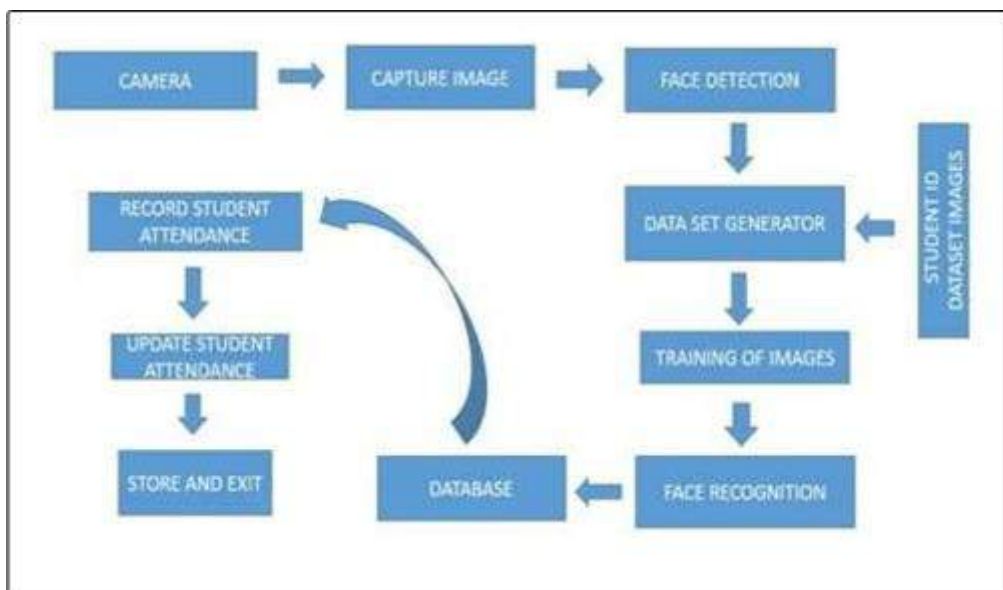 CAMERA
CAPTURE IMAGE
FACE DETECTION
STUDENT ID
DATASET IMAGES
DATA SET GENERATOR
TRAINING OF IMAGES
FACE RECOGNITION
DATABASE
RECORD STUDENT
ATTENDANCE
UPDATE STUDENT
ATTENDANCE
STORE AND EXIT